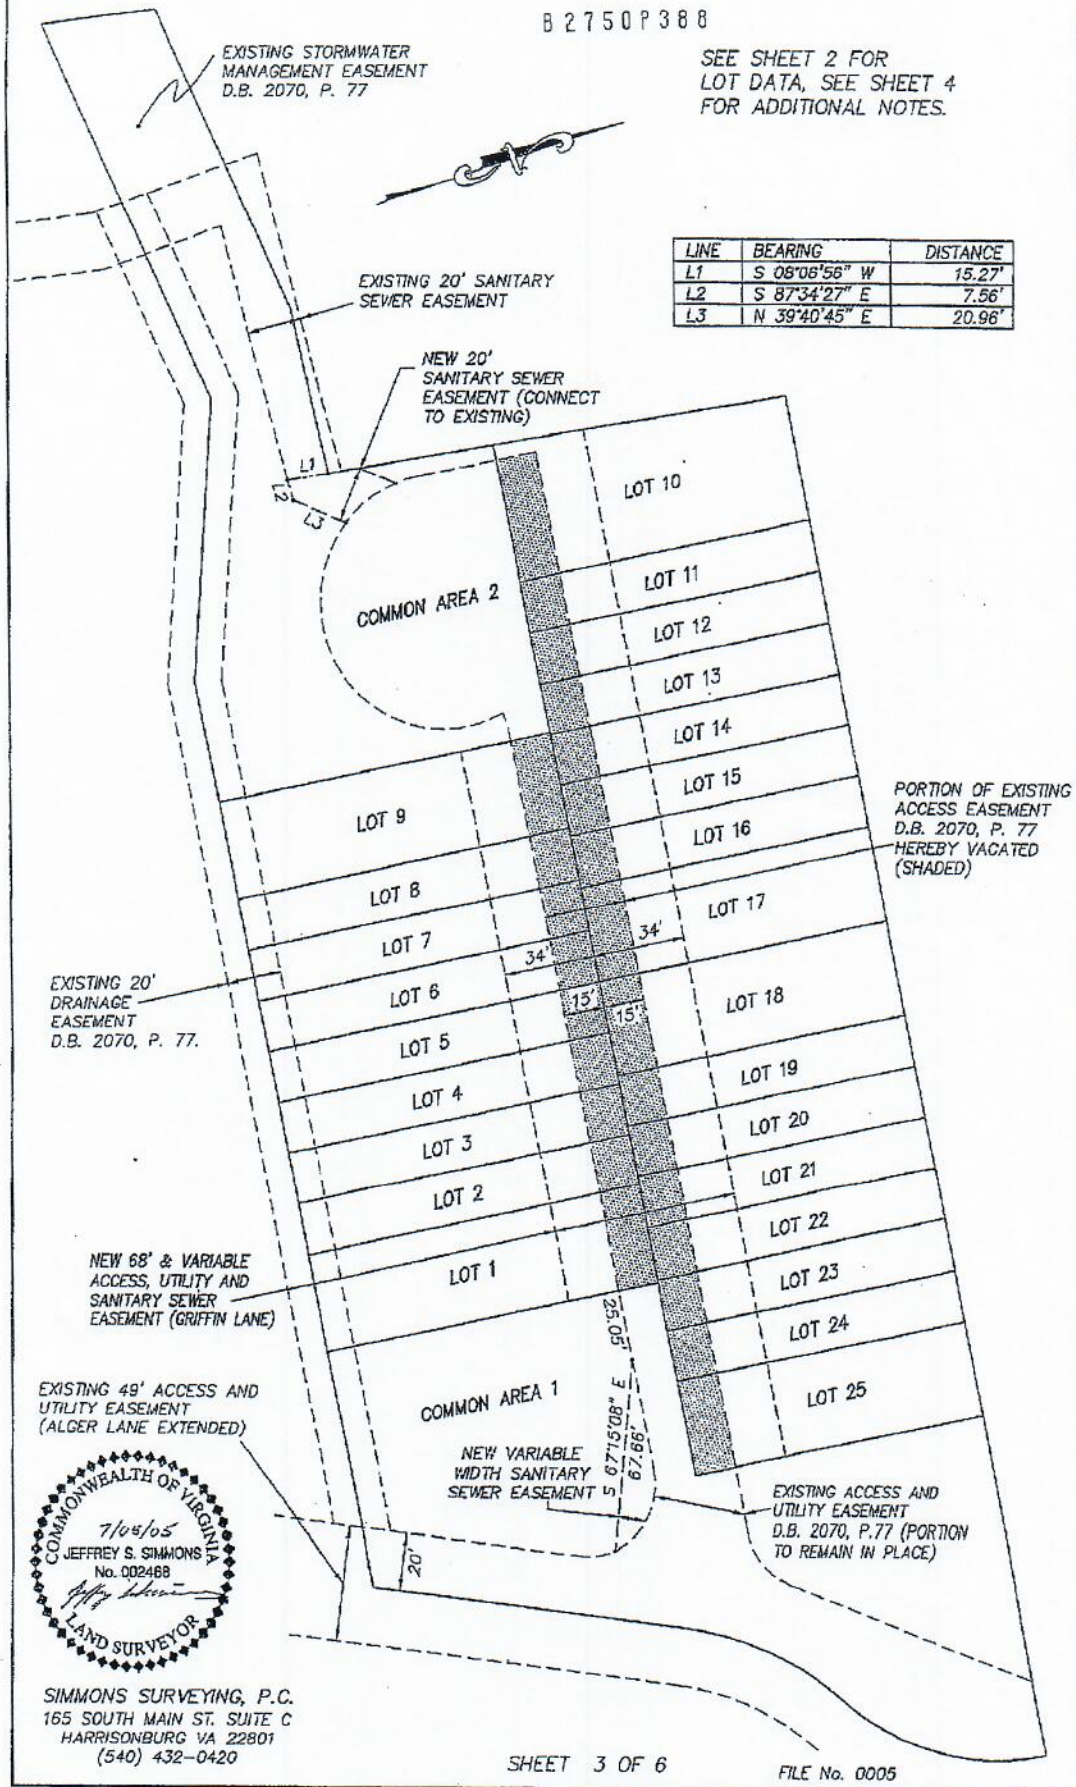 B2750P388
EXISTING STORMWATER
MANAGEMENT EASEMENT
D.B. 2070, P. 77
SEE SHEET 2 FOR
LOT DATA, SEE SHEET 4
FOR ADDITIONAL NOTES.
N
LINE BEARING DISTANCE
L1 S 08°06'56" W 15.27'
L2 S 87°34'27" E 7.56'
L3 N 39°40'45" E 20.96'
EXISTING 20' SANITARY
SEWER EASEMENT
NEW 20'
SANITARY SEWER
EASEMENT (CONNECT
TO EXISTING)
L1
L2
L3
LOT 10
LOT 11
COMMON AREA 2
LOT 12
LOT 13
LOT 14
LOT 15
LOT 16
LOT 17
PORTION OF EXISTING
ACCESS EASEMENT
D.B. 2070, P. 77
HEREBY VACATED
(SHADED)
LOT 9
LOT 8
LOT 7
LOT 6
LOT 5
LOT 4
LOT 3
LOT 2
LOT 1
34'
34'
15'
15'
LOT 18
LOT 19
LOT 20
LOT 21
LOT 22
LOT 23
LOT 24
LOT 25
EXISTING 20'
DRAINAGE
EASEMENT
D.B. 2070, P. 77.
NEW 68' & VARIABLE
ACCESS, UTILITY AND
SANITARY SEWER
EASEMENT (GRIFFIN LANE)
25.05'
S 67°15'08" E
67.66'
COMMON AREA 1
EXISTING 49' ACCESS AND
UTILITY EASEMENT
(ALGER LANE EXTENDED)
NEW VARIABLE
WIDTH SANITARY
SEWER EASEMENT
EXISTING ACCESS AND
UTILITY EASEMENT
D.B. 2070, P.77 (PORTION
TO REMAIN IN PLACE)
20'
COMMONWEALTH OF VIRGINIA
7/05/05
JEFFREY S. SIMMONS
No. 002468
LAND SURVEYOR
SIMMONS SURVEYING, P.C.
165 SOUTH MAIN ST. SUITE C
HARRISONBURG VA 22801
(540) 432-0420
SHEET 3 OF 6
FILE No. 0005